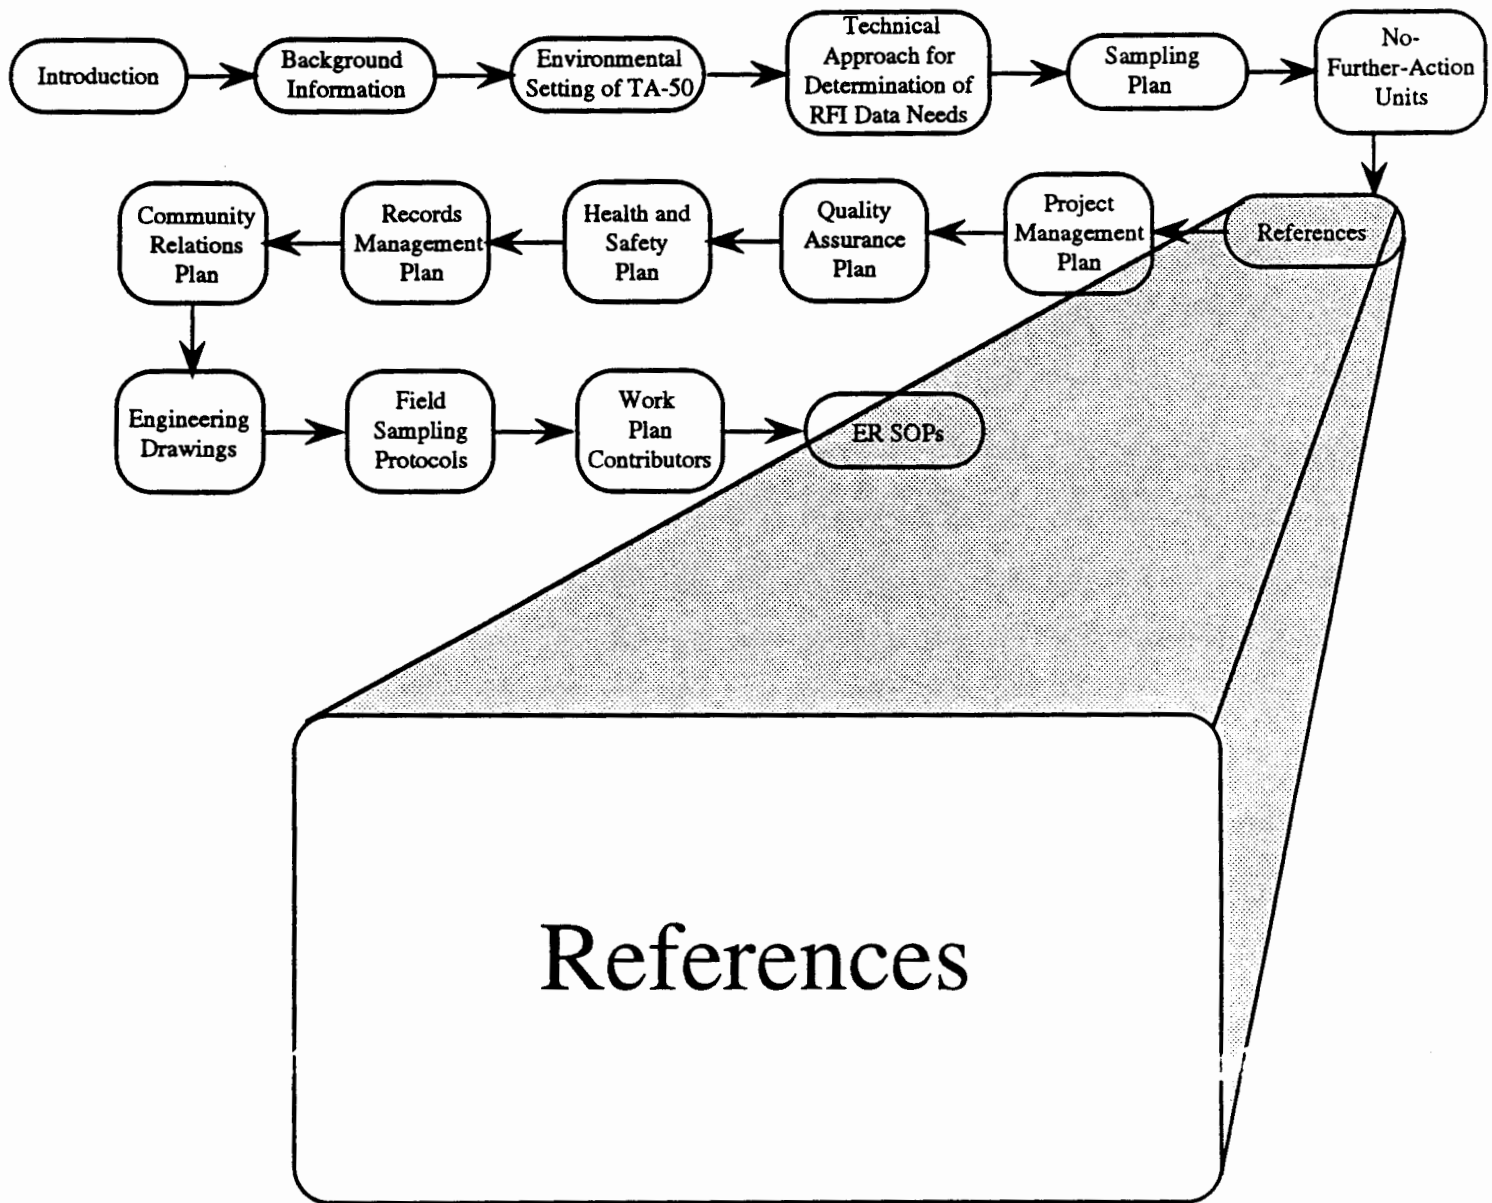 Introduction
Background
Information
Environmental
Setting of TA-50
Technical
Approach for
Determination of
RFI Data Needs
Sampling
Plan
No-
Further-Action
Units
References
Project
Management
Plan
Quality
Assurance
Plan
Health and
Safety
Plan
Records
Management
Plan
Community
Relations
Plan
Engineering
Drawings
Field
Sampling
Protocols
Work
Plan
Contributors
ER SOPs
References